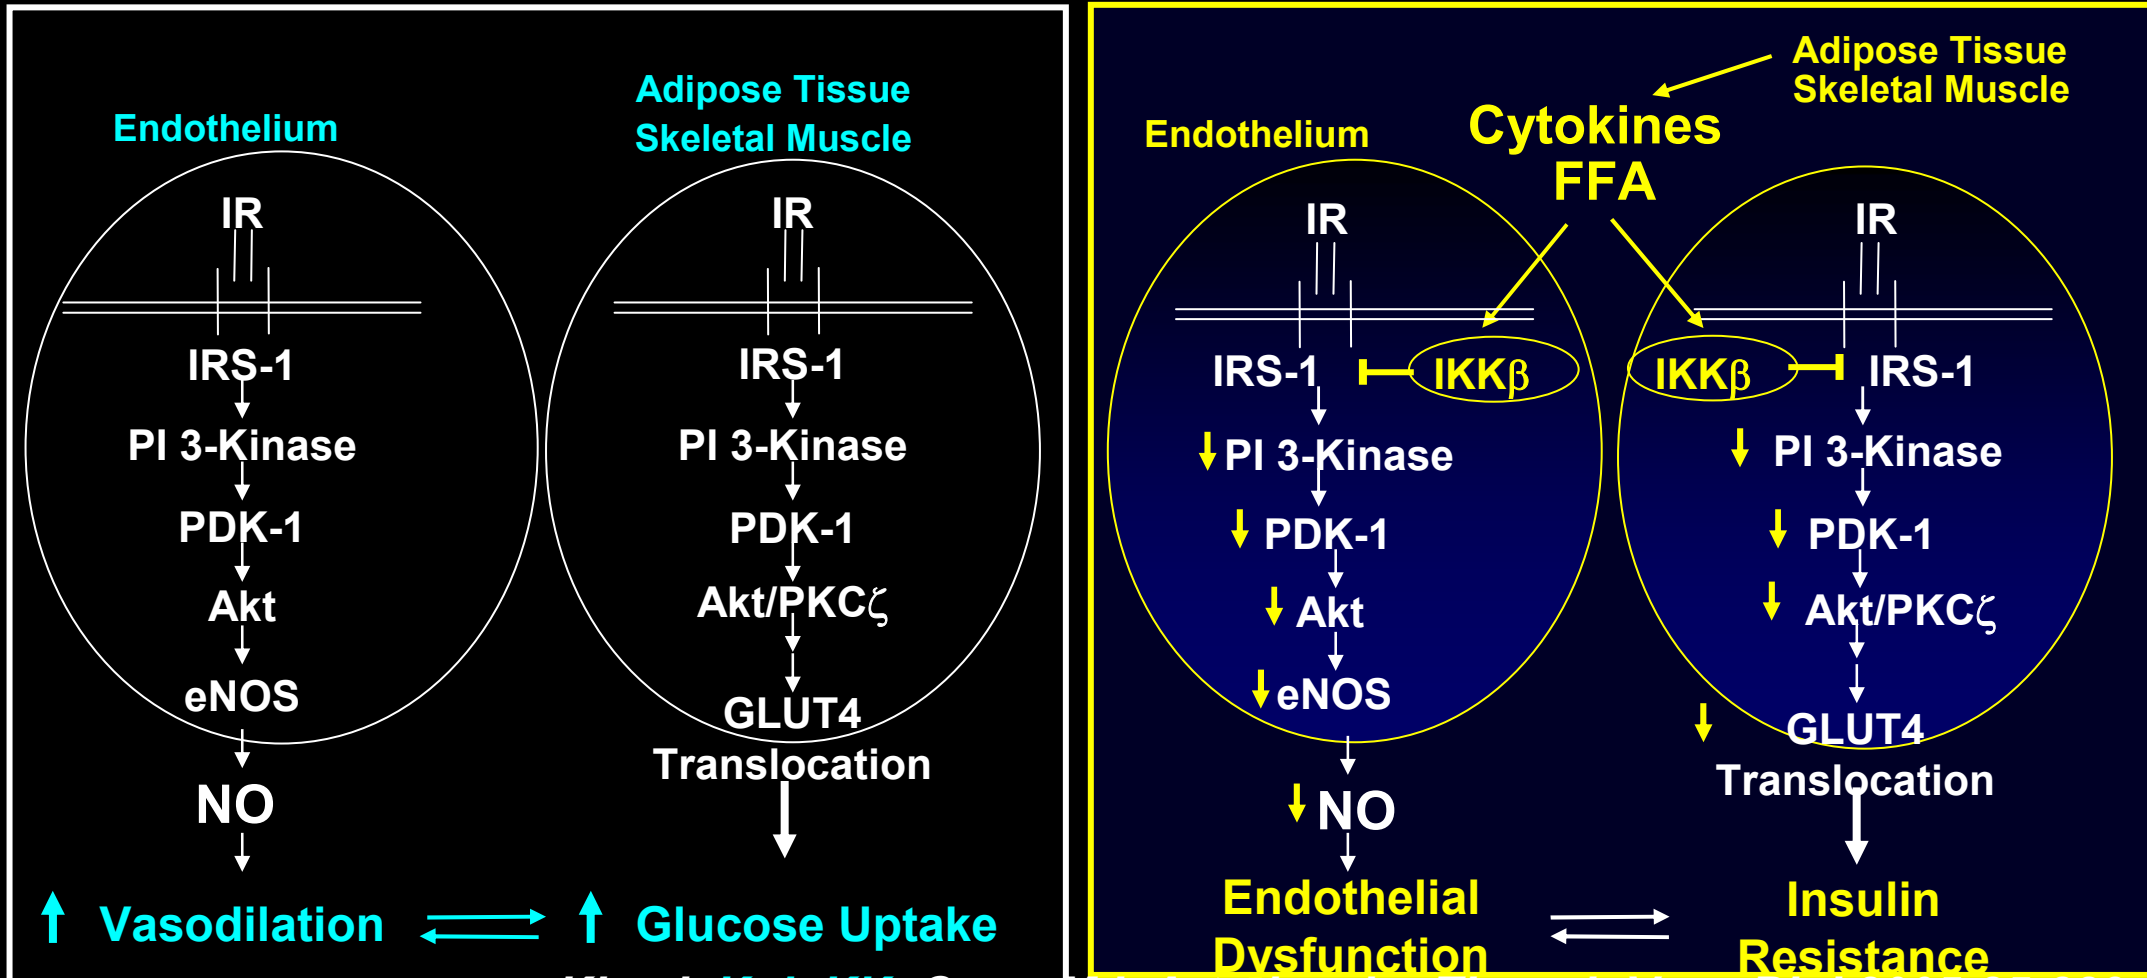 Endothelium
Adipose Tissue
Skeletal Muscle
IR
IRS-1
PI 3-Kinase
PDK-1
Akt
eNOS
NO
Vasodilation
IR
IRS-1
PI 3-Kinase
PDK-1
Akt/PKCζ
GLUT4
Translocation
Glucose Uptake
Adipose Tissue
Skeletal Muscle
Cytokines
FFA
Endothelium
IR
IRS-1
IKKβ
PI 3-Kinase
PDK-1
Akt
eNOS
NO
Endothelial
Dysfunction
IR
IKKβ
IRS-1
PI 3-Kinase
PDK-1
Akt/PKCζ
GLUT4
Translocation
Insulin
Resistance